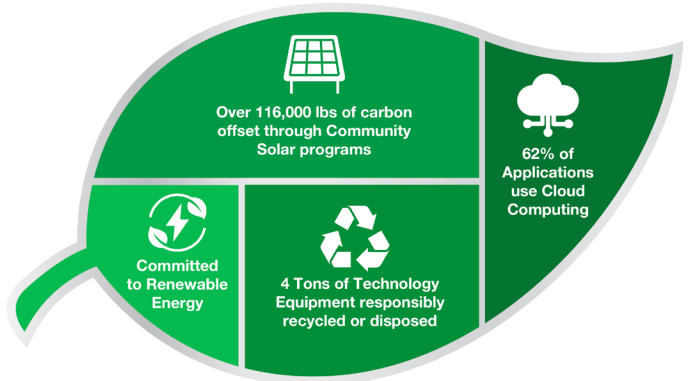 Over 116,000 lbs of carbon
offset through Community
Solar programs
62% of
Applications
use Cloud
Computing
Committed
to Renewable
Energy
4 Tons of Technology
Equipment responsibly
recycled or disposed